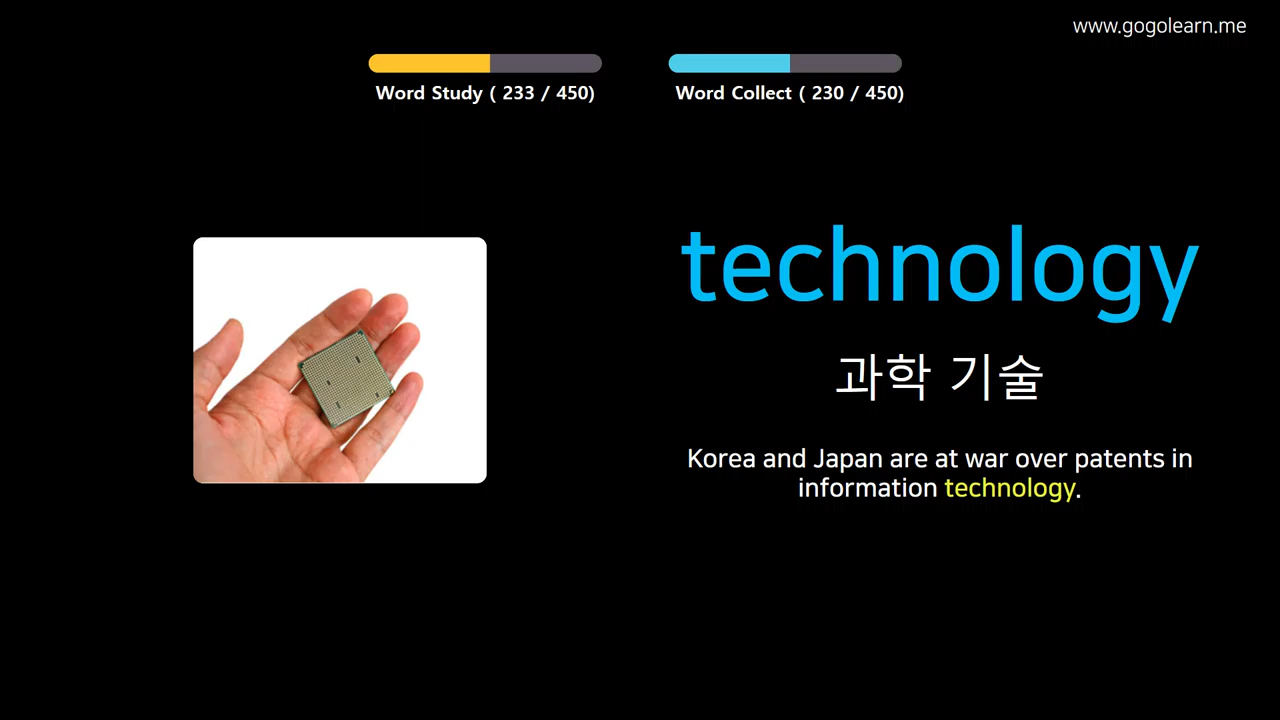 www.gogolearn.me
Word Study ( 233 / 450)
Word Collect ( 230 / 450)
technology
과학 기술
Korea and Japan are at war over patents in
information technology.